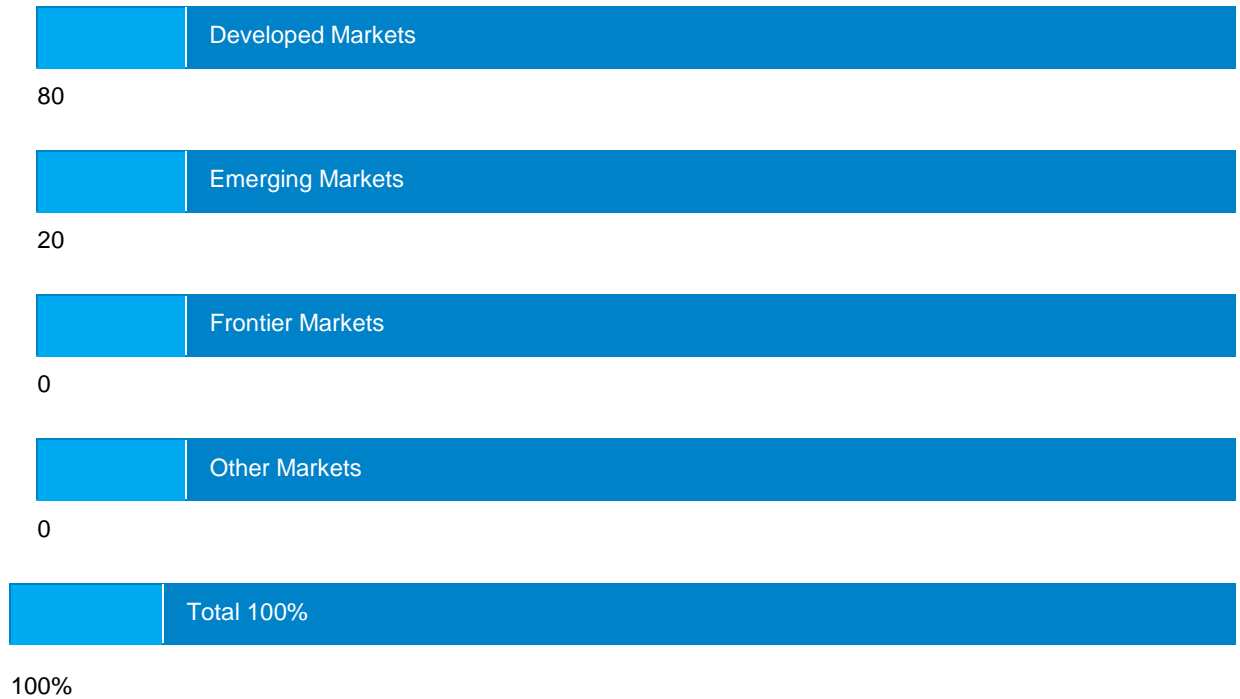 Developed Markets
80
Emerging Markets
20
Frontier Markets
0
Other Markets
0
Total 100%
100%